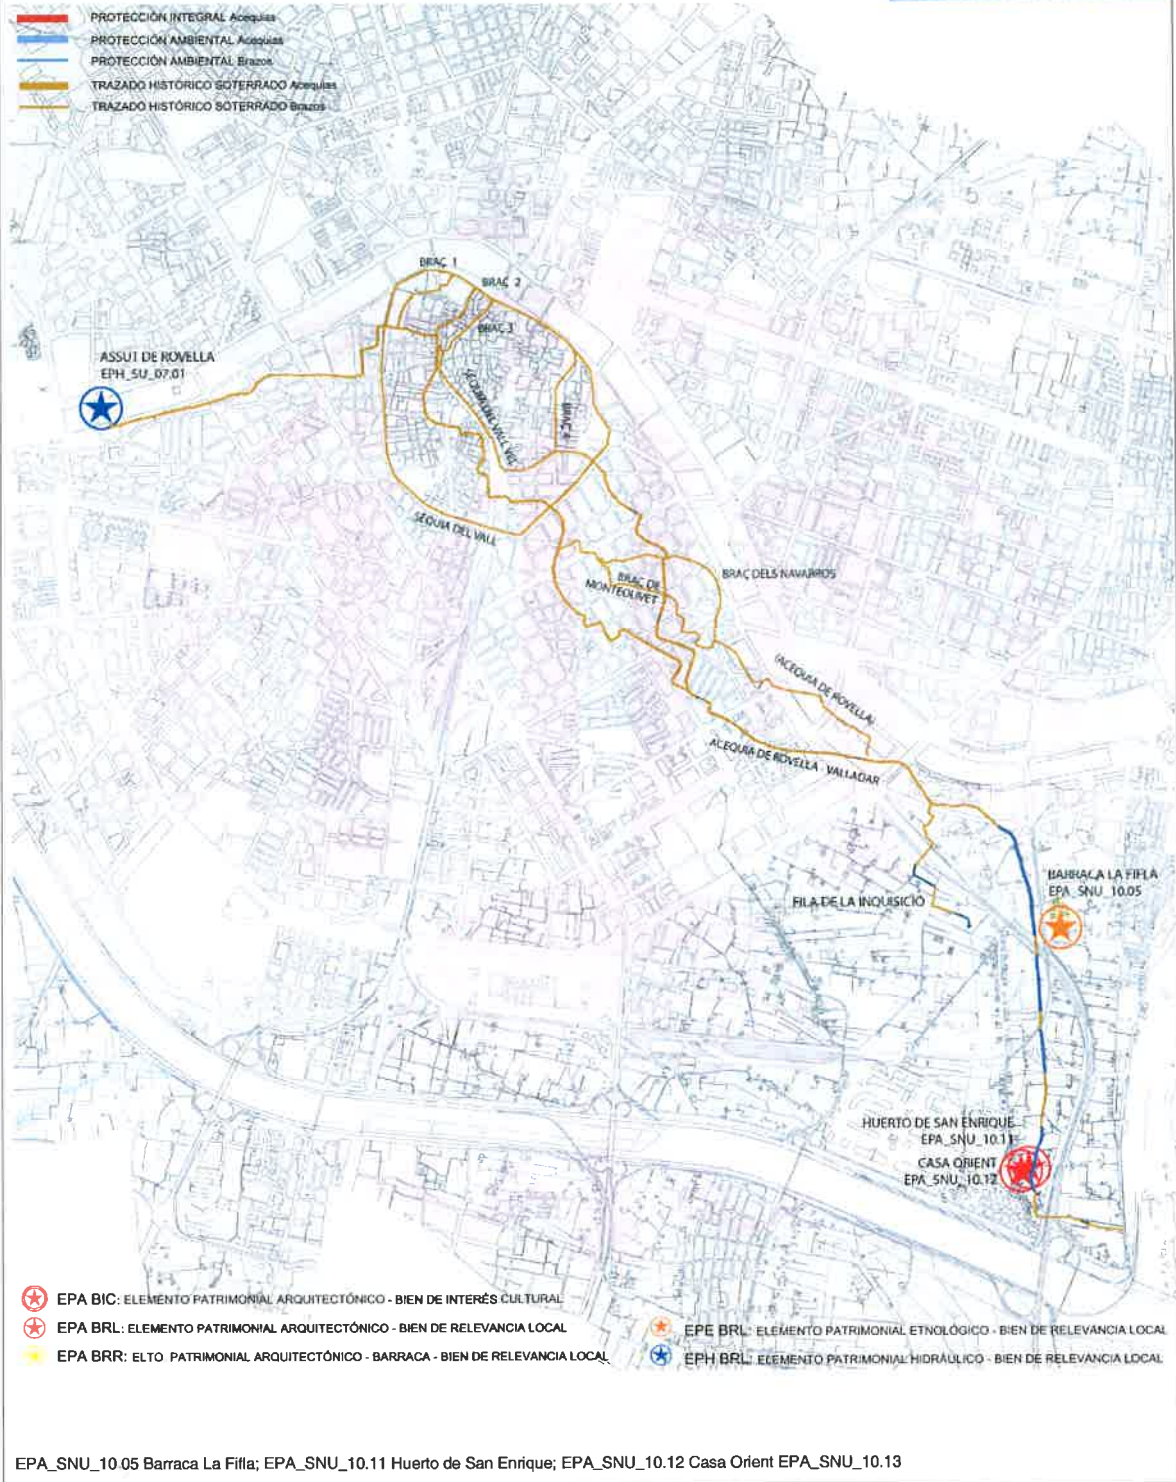 PROTECCIÓN INTEGRAL Acequias
PROTECCIÓN AMBIENTAL Acequias
PROTECCIÓN AMBIENTAL Brazos
TRAZADO HISTÓRICO SOTERRADO Acequias
TRAZADO HISTÓRICO SOTERRADO Brazos
BRAÇ 1
BRAÇ 2
BRAÇ 3
ASSUT DE ROVELLA
EPH_SU_07.01
SÉQUIA DEL VALL VELL
BRAÇ 4
SÉQUIA DEL VALL
BRAÇ DE
MONTEOLIVET
BRAÇ DELS NAVARROS
(ACEQUIA DE ROVELLA)
ACEQUIA DE ROVELLA - VALLADAR
BARRACA LA FIFLA
EPA_SNU_10.05
FILA DE LA INQUISICIÓ
HUERTO DE SAN ENRIQUE
EPA_SNU_10.11
CASA ORIENT
EPA_SNU_10.12
EPA BIC: ELEMENTO PATRIMONIAL ARQUITECTÓNICO - BIEN DE INTERÉS CULTURAL
EPA BRL: ELEMENTO PATRIMONIAL ARQUITECTÓNICO - BIEN DE RELEVANCIA LOCAL
EPA BRR: ELTO PATRIMONIAL ARQUITECTÓNICO - BARRACA - BIEN DE RELEVANCIA LOCAL
EPE BRL: ELEMENTO PATRIMONIAL ETNOLÓGICO - BIEN DE RELEVANCIA LOCAL
EPH BRL: ELEMENTO PATRIMONIAL HIDRÁULICO - BIEN DE RELEVANCIA LOCAL
EPA_SNU_10.05 Barraca La Fifla; EPA_SNU_10.11 Huerto de San Enrique; EPA_SNU_10.12 Casa Orient EPA_SNU_10.13